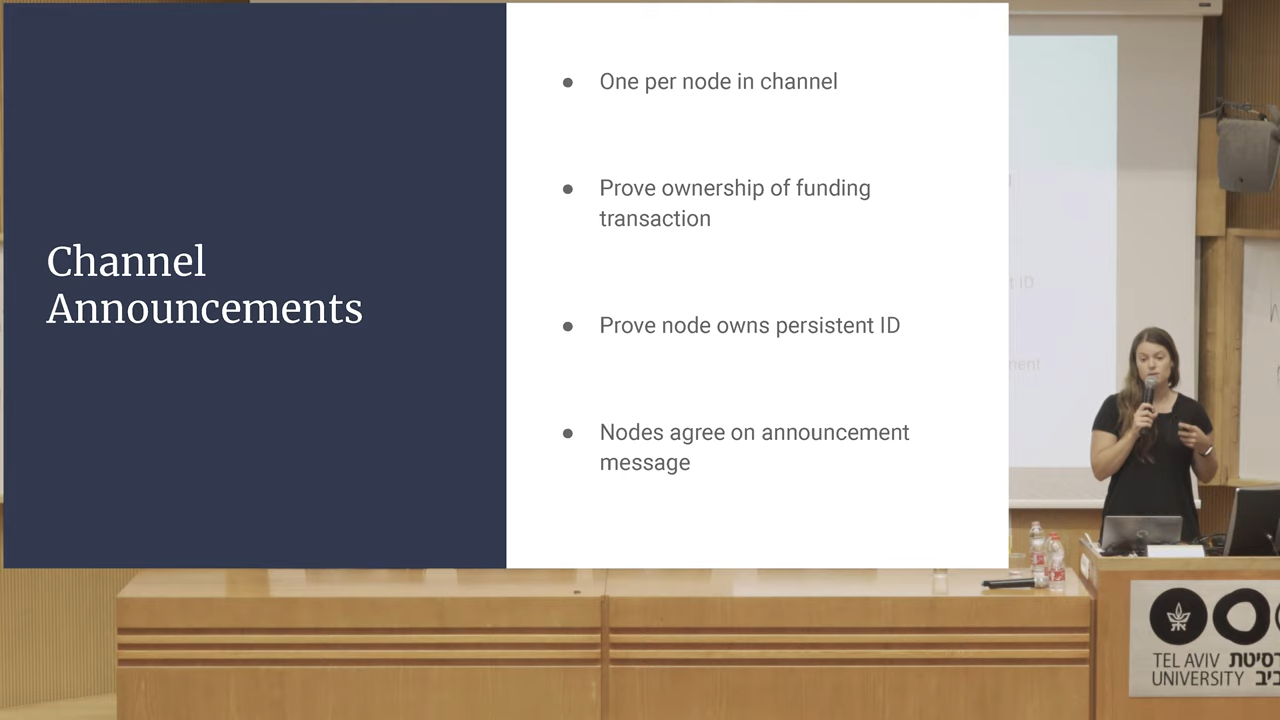 Channel
Announcements
● One per node in channel
● Prove ownership of funding
transaction
● Prove node owns persistent ID
● Nodes agree on announcement
message
ID
TEL AVIV
UNIVERSITY